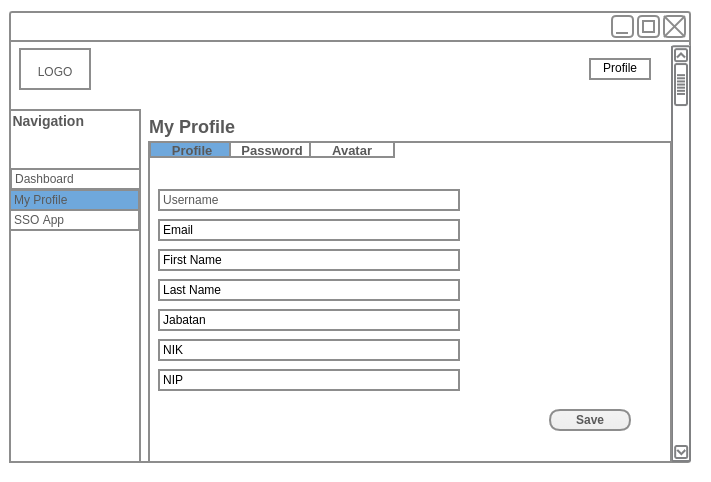 LOGO
Profile
Navigation
My Profile
Profile Password Avatar
Dashboard
My Profile
SSO App
Username
Email
First Name
Last Name
Jabatan
NIK
NIP
Save